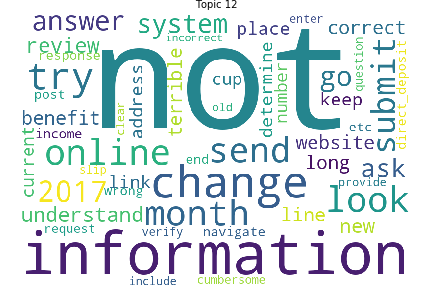 Topic 12
answer system place enter correct
review response incorrect
not
try post address terrible cup old determine number go keep question submit direct_deposit
benefit income clear etc
online send website
current slip end long ask
2017 link wrong change provide look
understand month line new
request verify navigate
information
include cumbersome